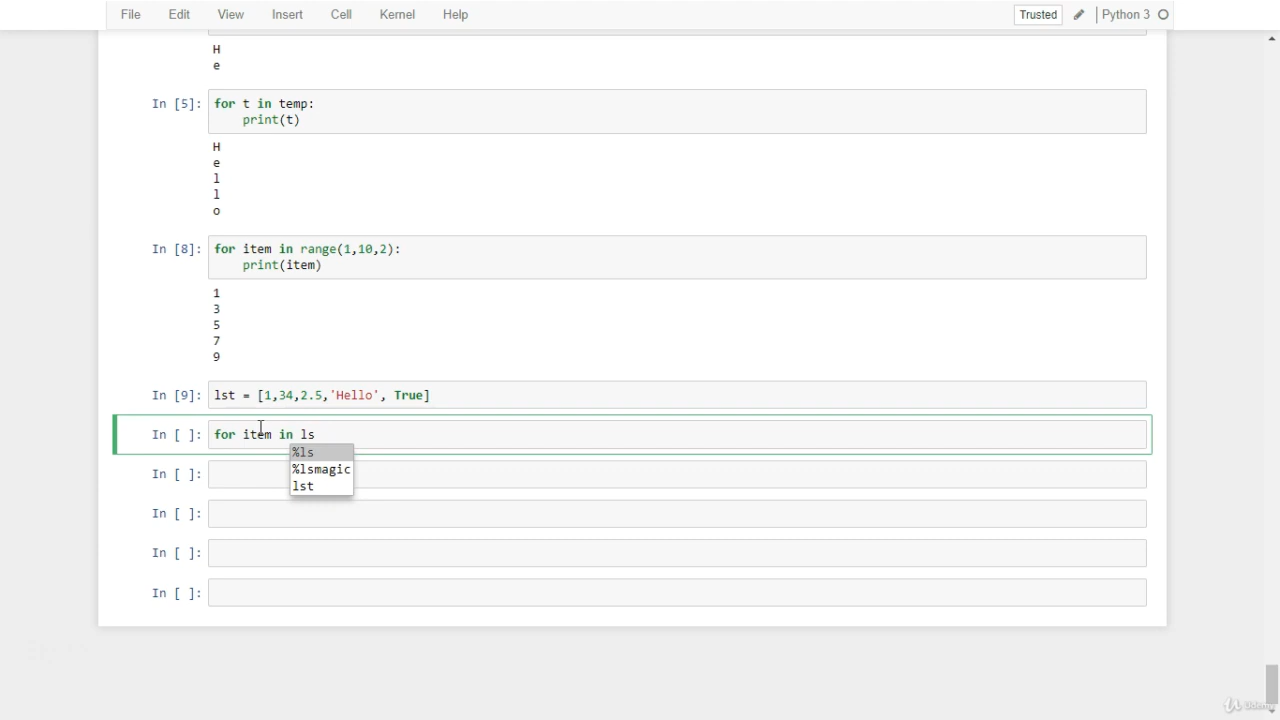 File Edit View Insert Cell Kernel Help Trusted Python 3
H
e
In [5]: for t in temp:
print(t)
H
e
l
l
o
In [8]: for item in range(1,10,2):
print(item)
1
3
5
7
9
In [9]: lst = [1,34,2.5,'Hello', True]
In [ ]: for item in ls
%ls
%lsmagic
lst
In [ ]:
In [ ]:
In [ ]:
In [ ]:
Udemy